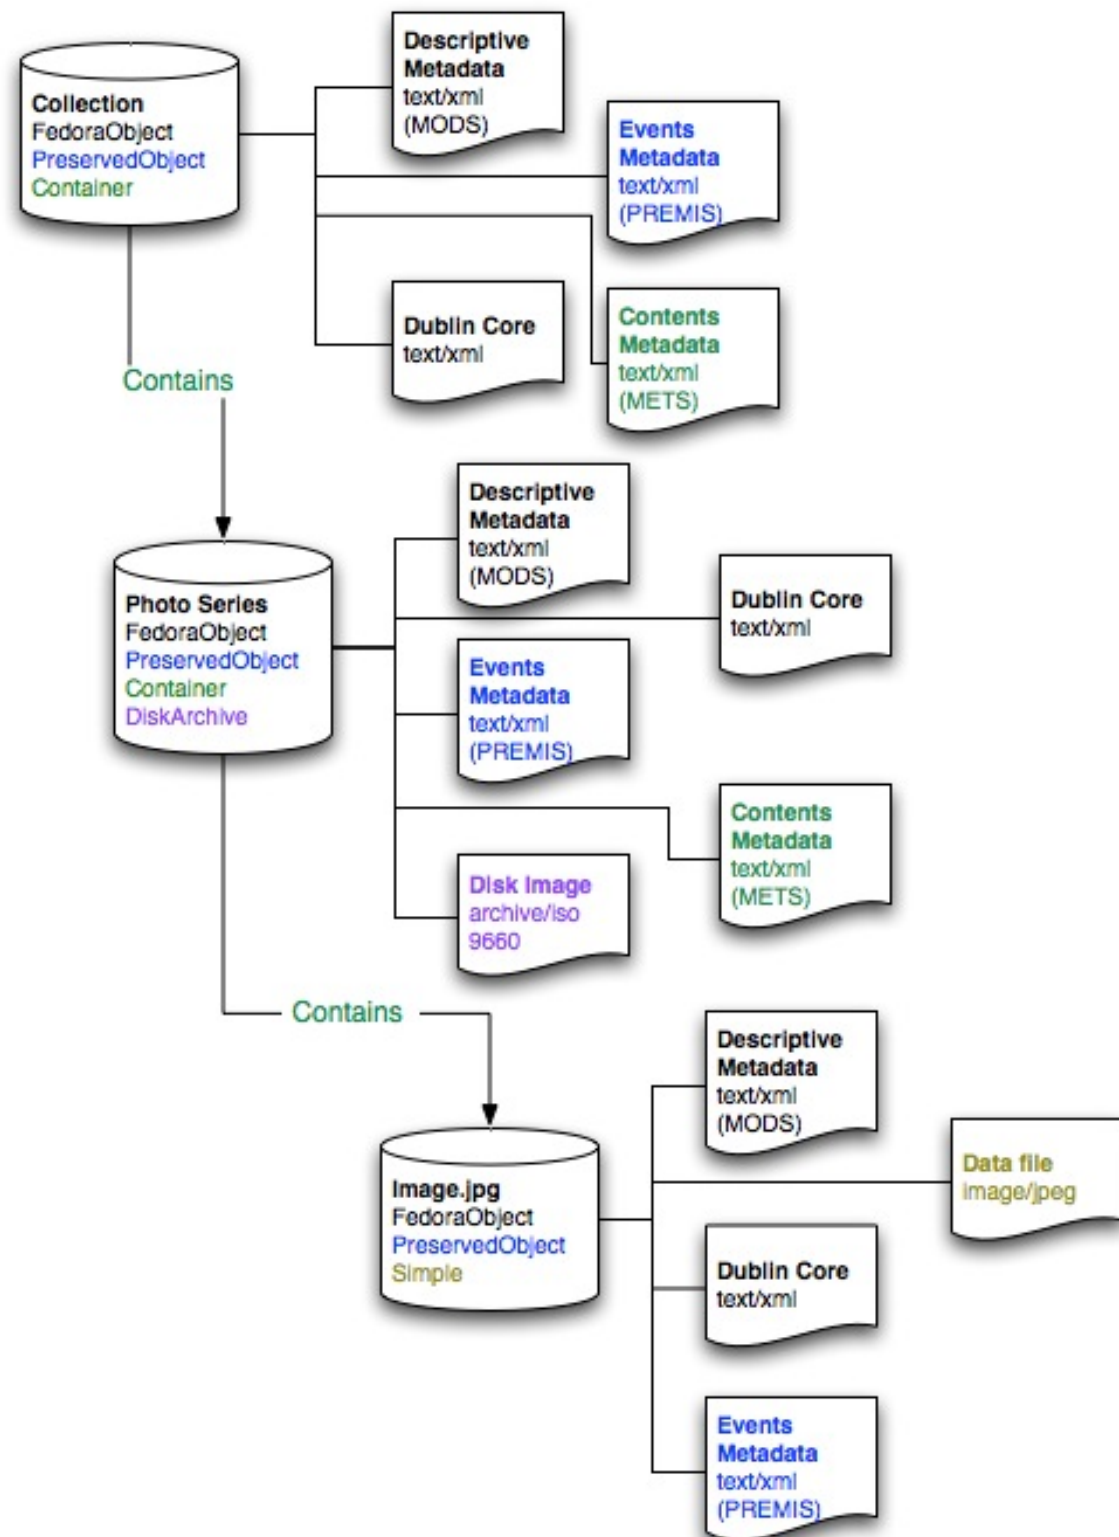 Collection
FedoraObject
PreservedObject
Container
Descriptive
Metadata
text/xml
(MODS)
Events
Metadata
text/xml
(PREMIS)
Dublin Core
text/xml
Contents
Metadata
text/xml
(METS)
Contains
Photo Series
FedoraObject
PreservedObject
Container
DiskArchive
Descriptive
Metadata
text/xml
(MODS)
Dublin Core
text/xml
Events
Metadata
text/xml
(PREMIS)
Contents
Metadata
text/xml
(METS)
Disk Image
archive/iso
9660
Contains
Image.jpg
FedoraObject
PreservedObject
Simple
Descriptive
Metadata
text/xml
(MODS)
Data file
image/jpeg
Dublin Core
text/xml
Events
Metadata
text/xml
(PREMIS)